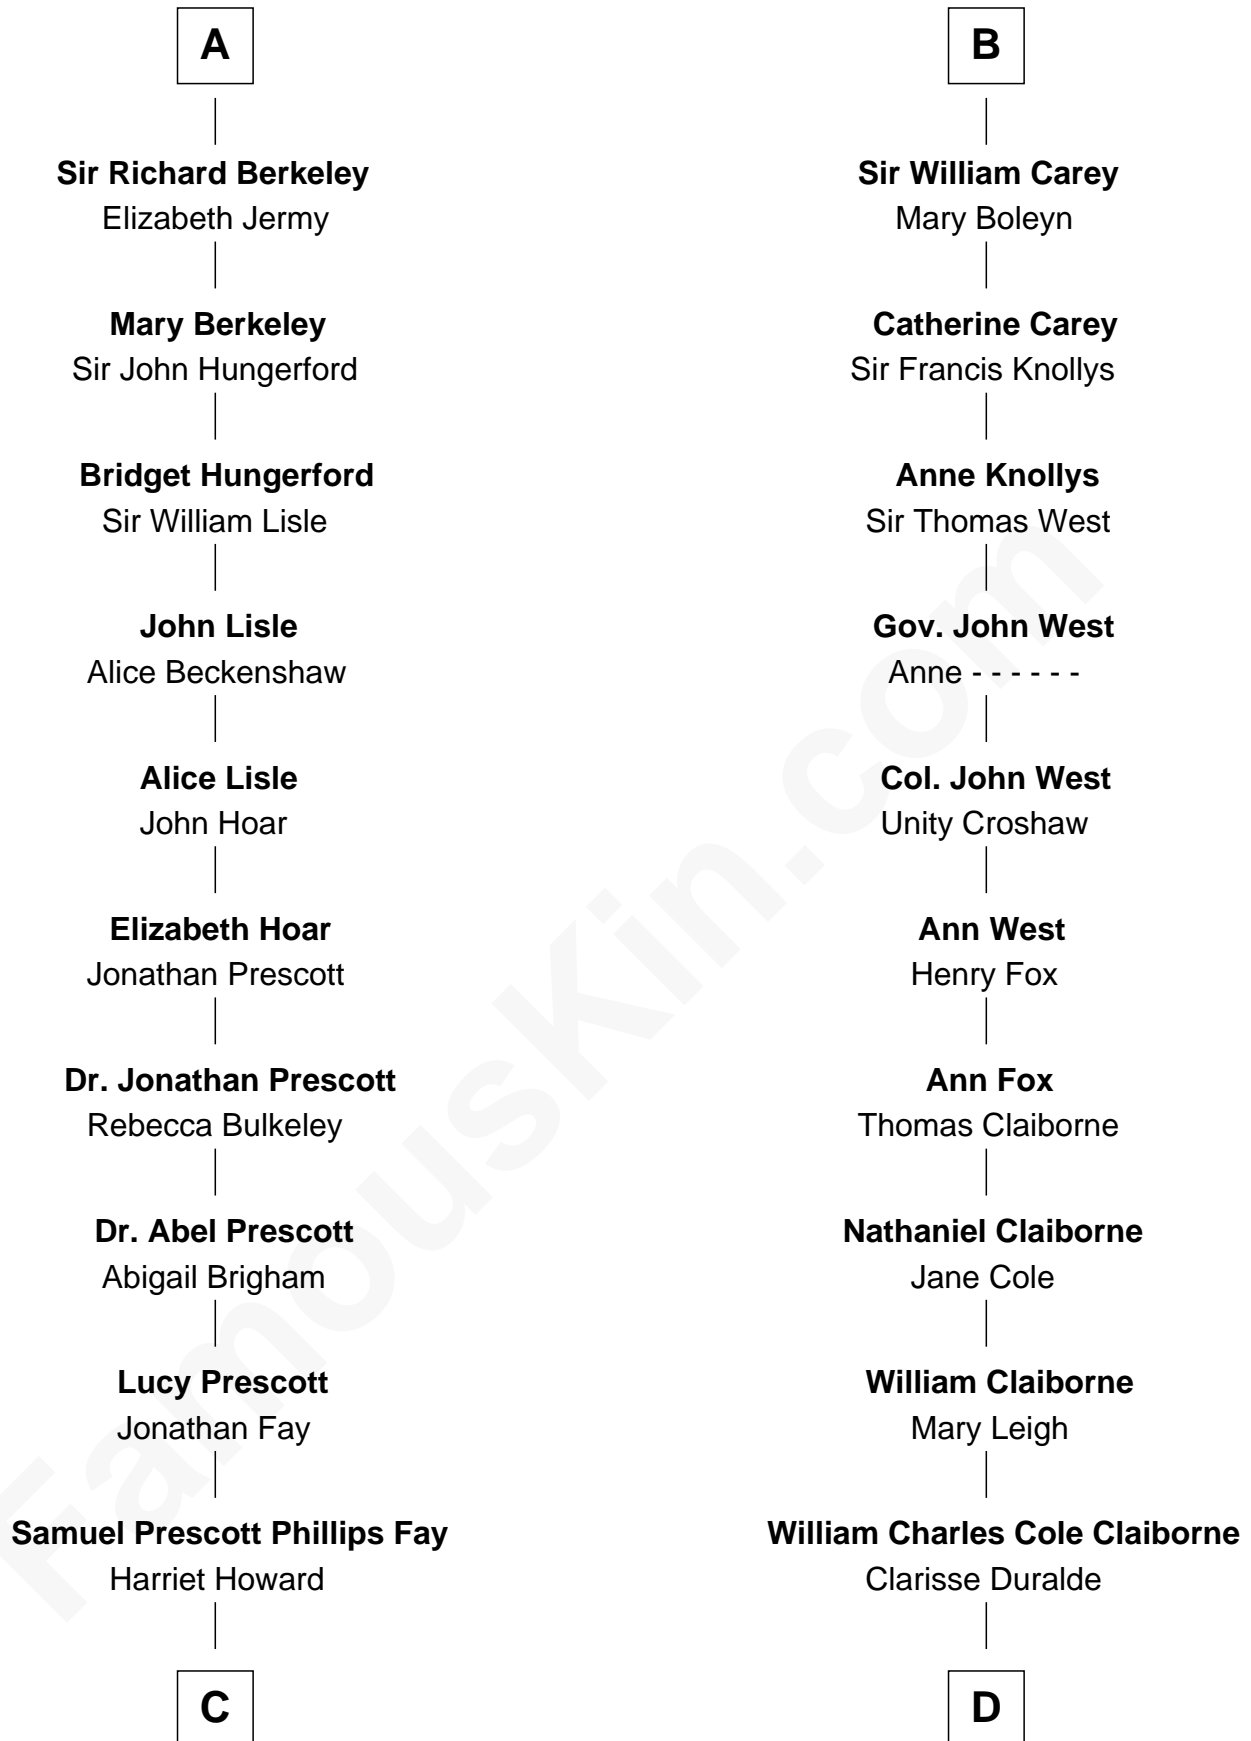 A
Sir Richard Berkeley
Elizabeth Jermy
Mary Berkeley
Sir John Hungerford
Bridget Hungerford
Sir William Lisle
John Lisle
Alice Beckenshaw
Alice Lisle
John Hoar
Elizabeth Hoar
Jonathan Prescott
Dr. Jonathan Prescott
Rebecca Bulkeley
Dr. Abel Prescott
Abigail Brigham
Lucy Prescott
Jonathan Fay
Samuel Prescott Phillips Fay
Harriet Howard
C
B
Sir William Carey
Mary Boleyn
Catherine Carey
Sir Francis Knollys
Anne Knollys
Sir Thomas West
Gov. John West
Anne - - - - - -
Col. John West
Unity Croshaw
Ann West
Henry Fox
Ann Fox
Thomas Claiborne
Nathaniel Claiborne
Jane Cole
William Claiborne
Mary Leigh
William Charles Cole Claiborne
Clarisse Duralde
D
FamousKin.com